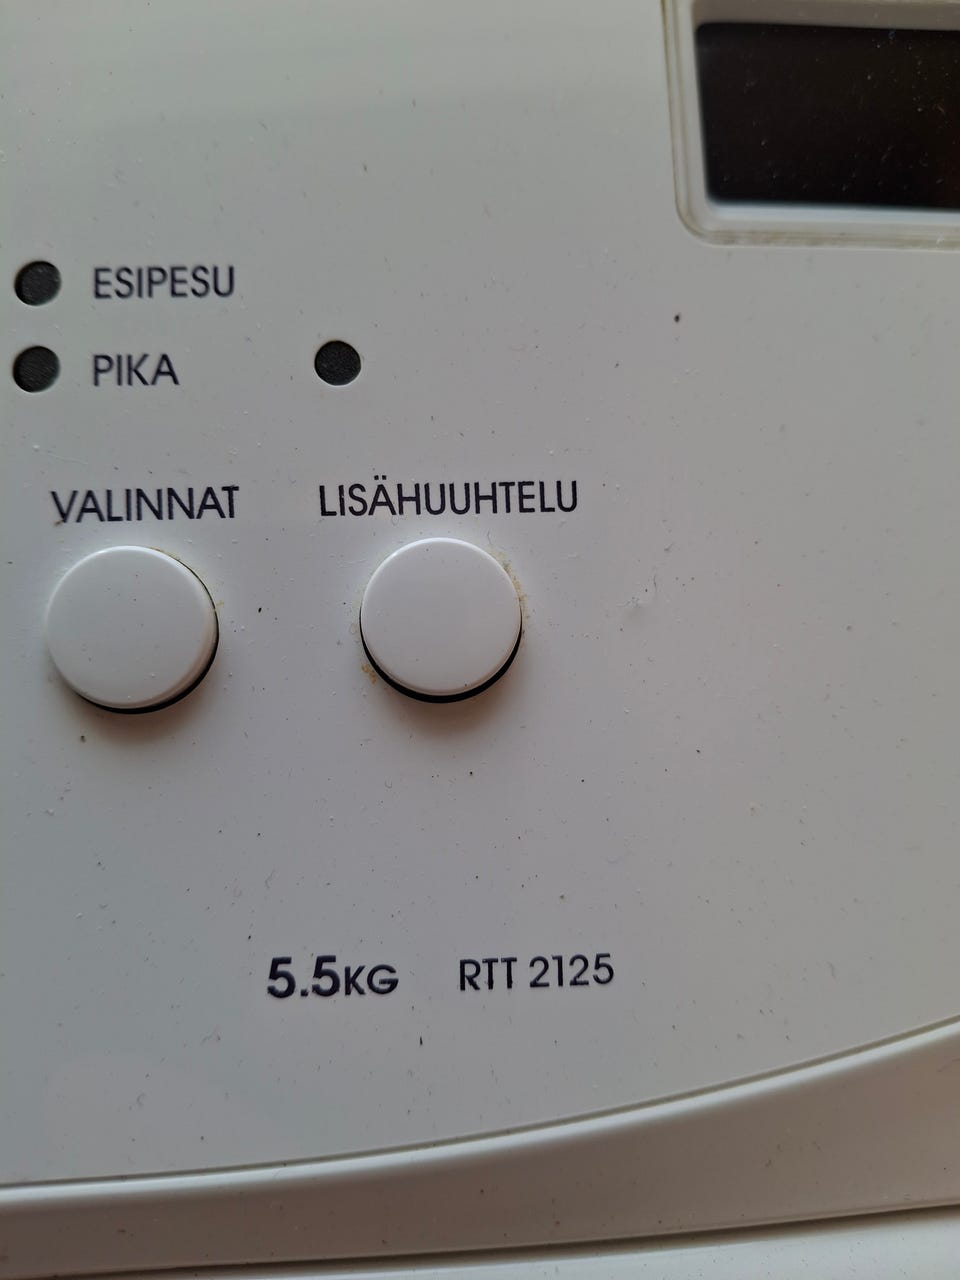 ESIPESU
PIKA
VALINNAT LISÄHUUHTELU
5.5KG RTT 2125